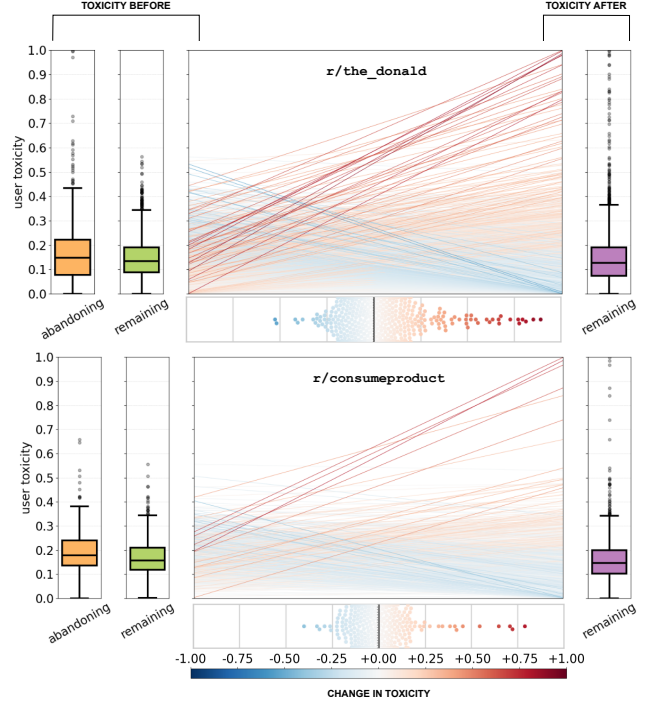 TOXICITY BEFORE
TOXICITY AFTER
r/the_donald
user toxicity
1.0
0.9
0.8
0.7
0.6
0.5
0.4
0.3
0.2
0.1
0.0
abandoning
remaining
remaining
r/consumeproduct
user toxicity
1.0
0.9
0.8
0.7
0.6
0.5
0.4
0.3
0.2
0.1
0.0
abandoning
remaining
remaining
-1.00 -0.75 -0.50 -0.25 +0.00 +0.25 +0.50 +0.75 +1.00
CHANGE IN TOXICITY